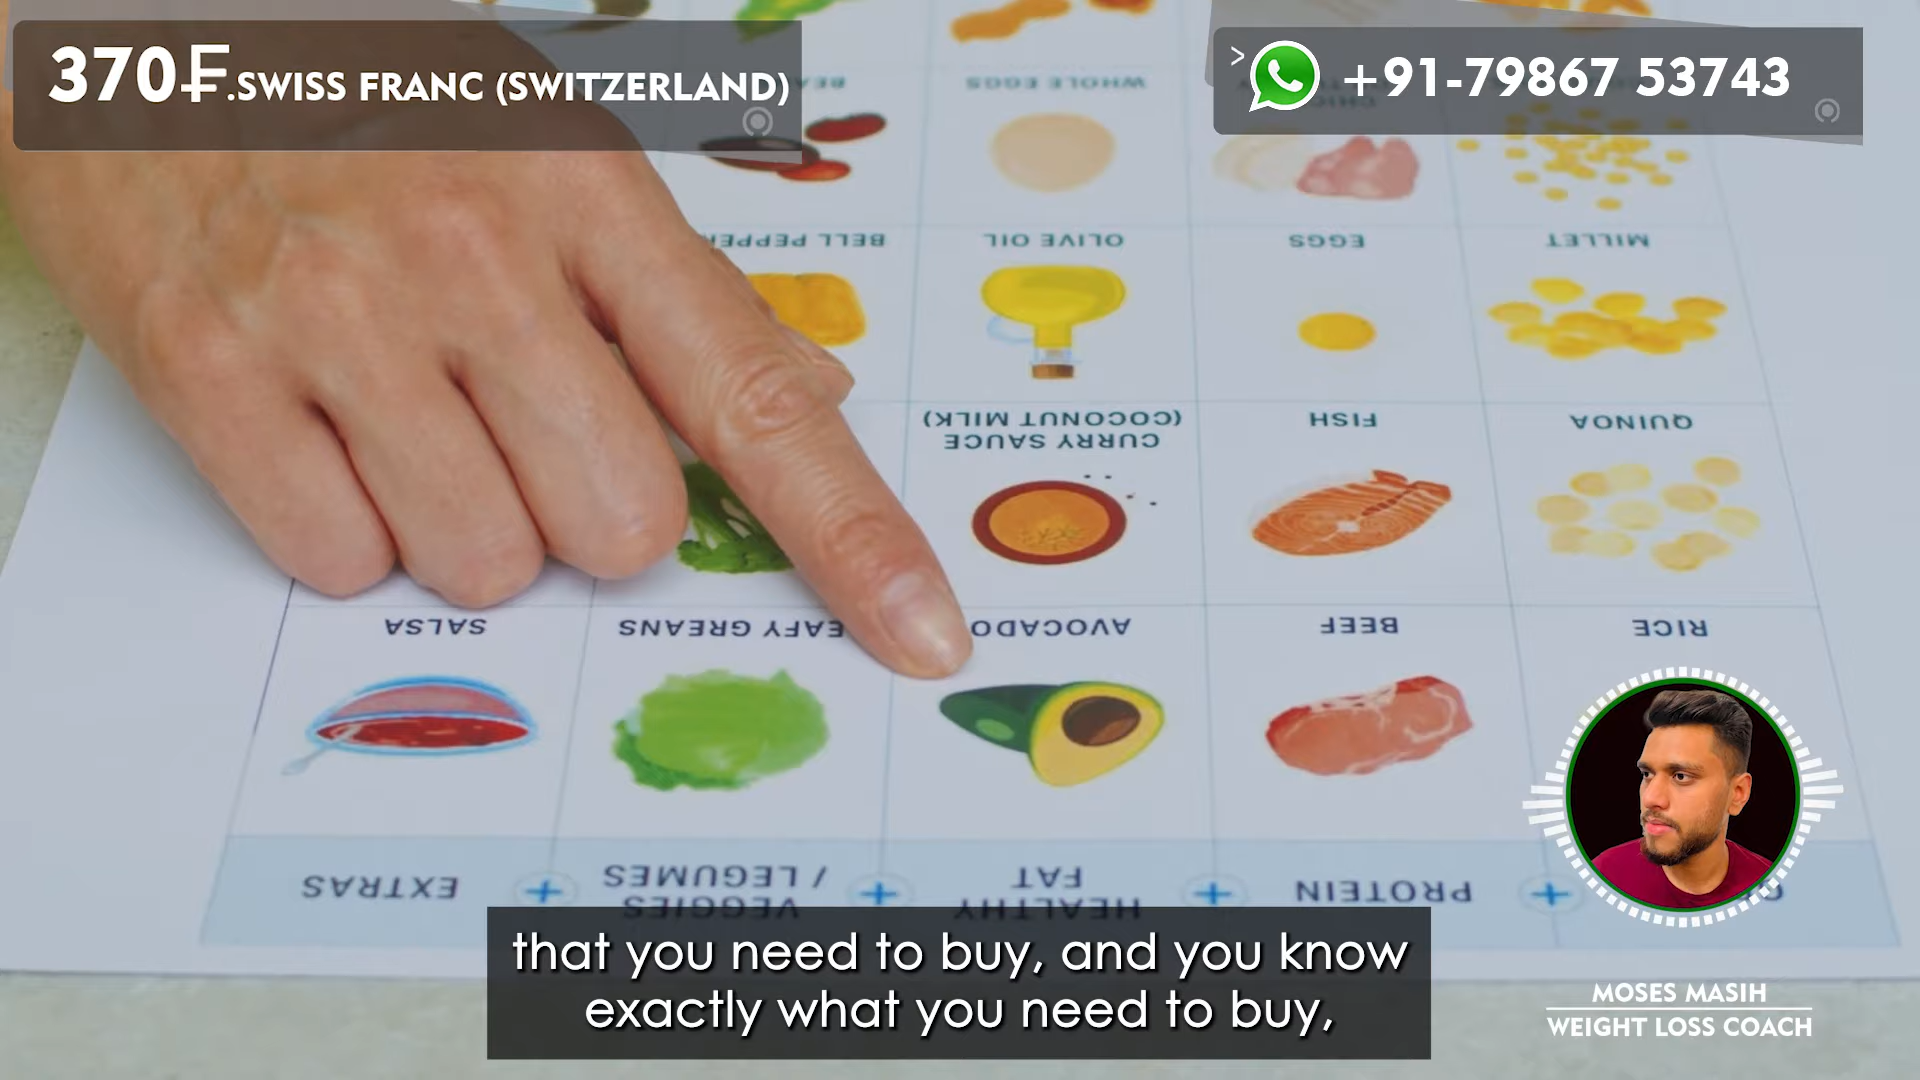 370₣.SWISS FRANC (SWITZERLAND)
> +91-79867 53743
WHOLE EGGS
BELL PEPPER
OLIVE OIL
EGGS
MILLET
CURRY SAUCE
(COCONUT MILK)
FISH
QUINOA
SALSA
LEAFY GREANS
AVOCADO
BEEF
RICE
EXTRAS
+
VEGGIES
/ LEGUMES
+
HEALTHY
FAT
+
PROTEIN
+
that you need to buy, and you know
exactly what you need to buy,
MOSES MASIH
WEIGHT LOSS COACH